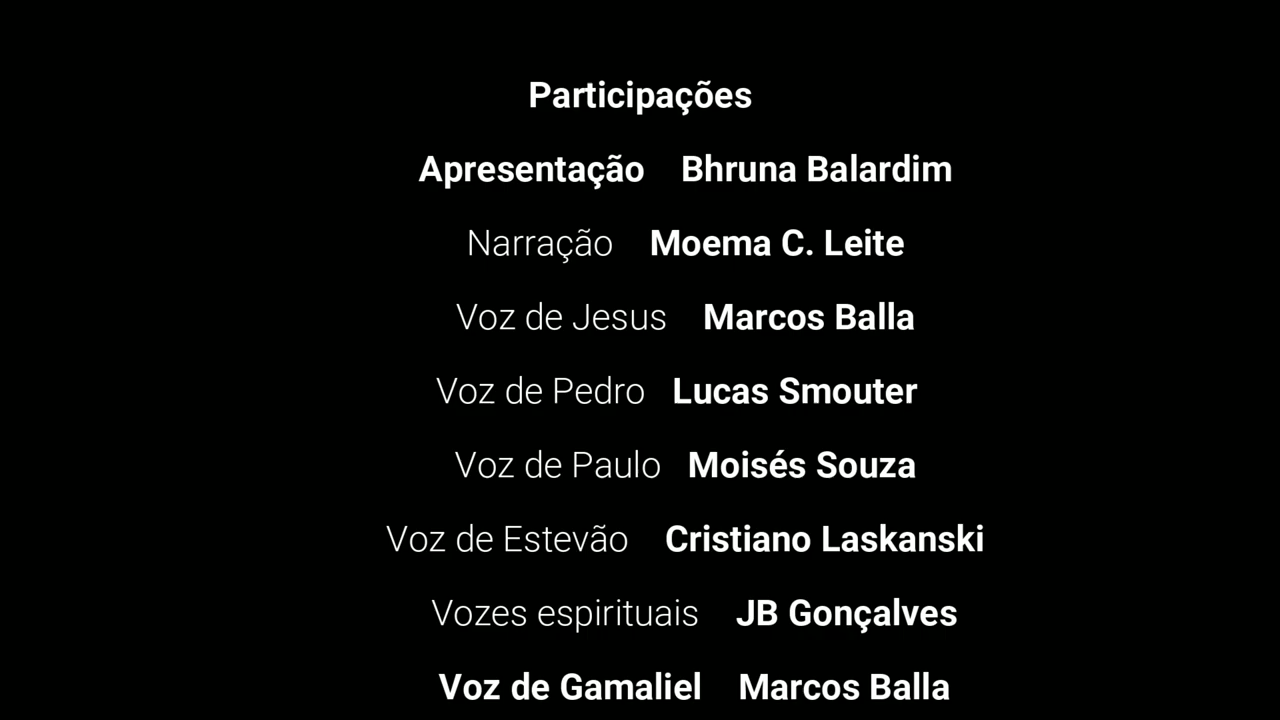 Participações
Apresentação Bhruna Balardim
Narração Moema C. Leite
Voz de Jesus Marcos Balla
Voz de Pedro Lucas Smouter
Voz de Paulo Moisés Souza
Voz de Estevão Cristiano Laskanski
Vozes espirituais JB Gonçalves
Voz de Gamaliel Marcos Balla